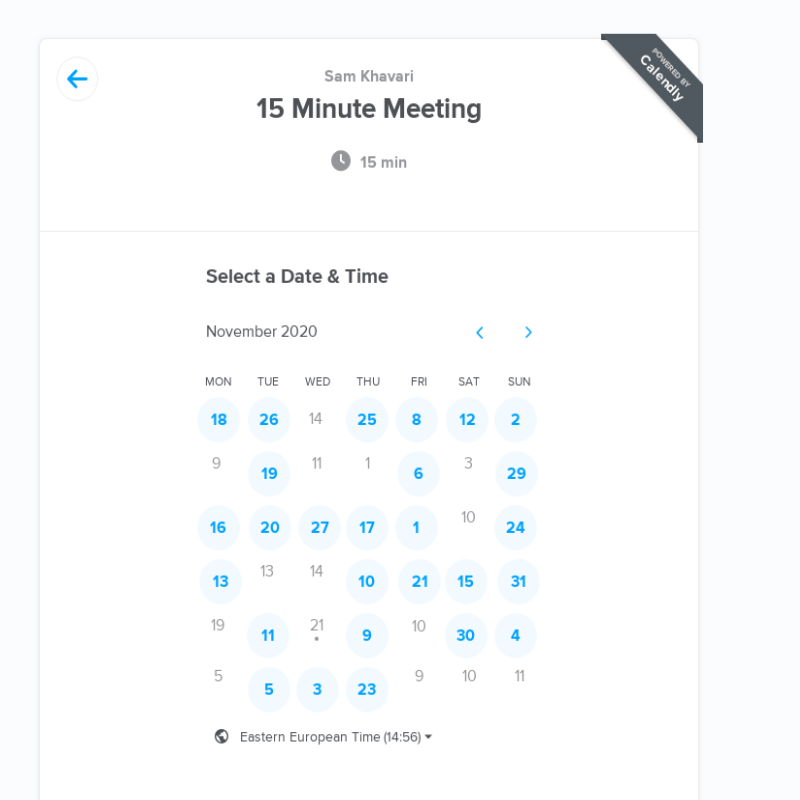 POWERED BY
Calendly
Sam Khavari
15 Minute Meeting
15 min
Select a Date & Time
November 2020
MON TUE WED THU FRI SAT SUN
18 26 14 25 8 12 2
9 19 11 1 6 3 29
16 20 27 17 1 10 24
13 13 14 10 21 15 31
19 11 21 9 10 30 4
5 5 3 23 9 10 11
Eastern European Time (14:56)